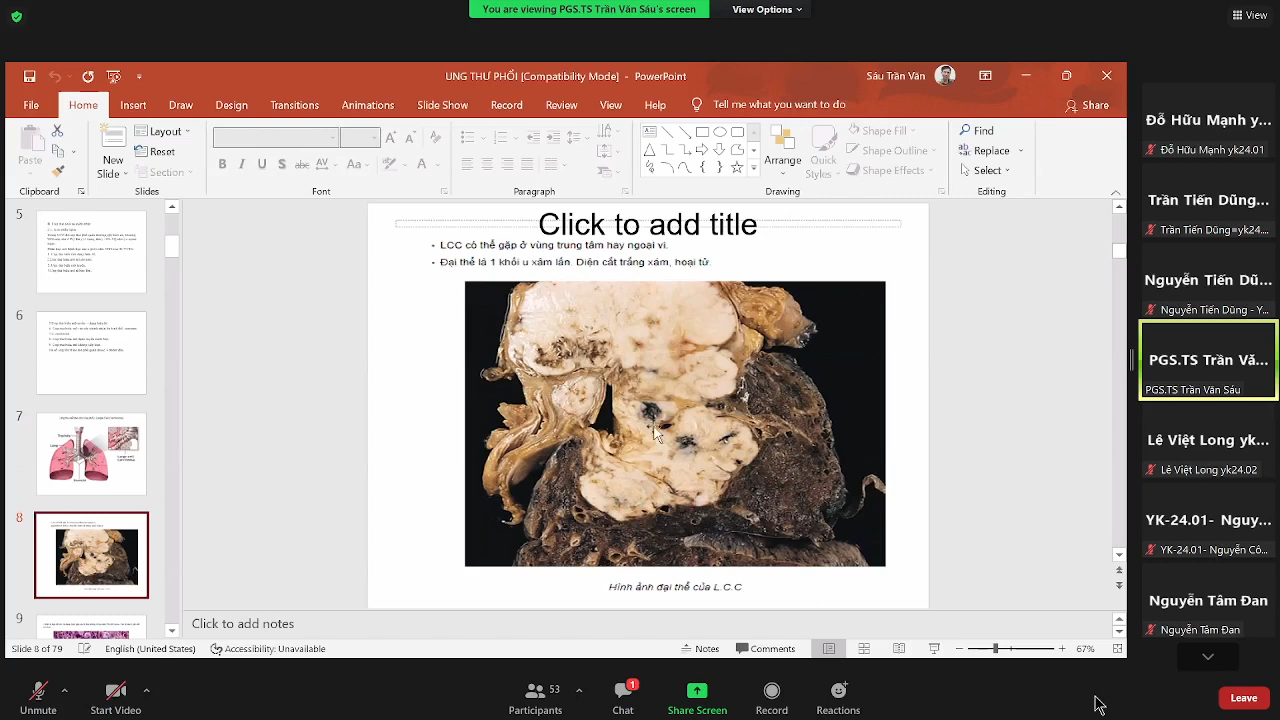 You are viewing PGS.TS Trần Văn Sáu's screen
View Options
View
UNG THƯ PHỔI [Compatibility Mode] - PowerPoint
Sáu Trần Văn
File
Home
Insert
Draw
Design
Transitions
Animations
Slide Show
Record
Review
View
Help
Tell me what you want to do
Share
Paste
New
Slide
Layout
Reset
Section
B I U S abc AV Aa A
Arrange
Quick
Styles
Shape Fill
Shape Outline
Shape Effects
Find
Replace
Select
Clipboard
Slides
Font
Paragraph
Drawing
Editing
5
6
7
8
9
Click to add title
• LCC có thể gặp ở vùng trung tâm hay ngoại vi.
• Đại thể là 1 khối u xâm lấn. Diện cắt trắng xám, hoại tử.
Hình ảnh đại thể của L.C.C
Click to add notes
Slide 8 of 79
English (United States)
Accessibility: Unavailable
Notes
Comments
67%
Đỗ Hữu Mạnh y...
Đỗ Hữu Mạnh yk24.01
Trần Tiến Dũng...
Trần Tiến Dũng,yk24...
Nguyễn Tiến Dũ...
Nguyễn Tiến Dũng - Y...
PGS.TS Trần Vă...
PGS.TS Trần Văn Sáu
Lê Việt Long yk...
Lê Việt Long yk24.02
YK-24.01- Nguy...
YK-24.01- Nguyễn Cô...
Nguyễn Tâm Đan
Nguyễn Tâm Đan
Unmute
Start Video
53
Participants
1
Chat
Share Screen
Record
Reactions
Leave